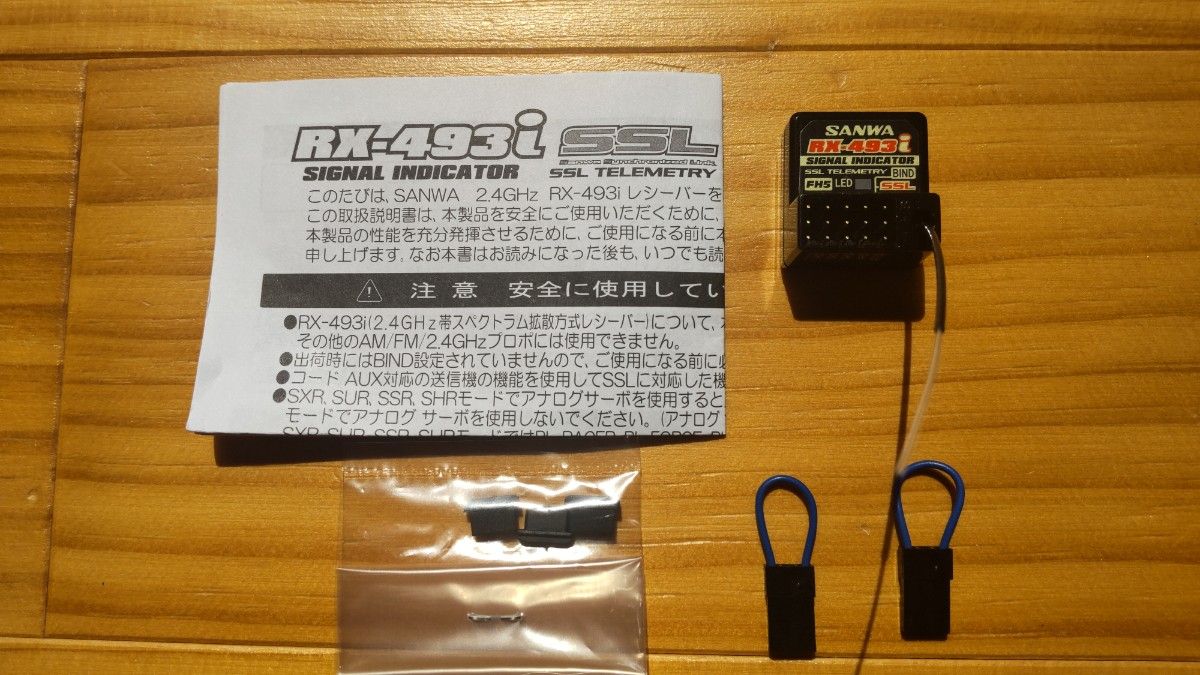 RX-493i SSL
Sanwa Synchronized Link
SIGNAL INDICATOR SSL TELEMETRY
このたびは、SANWA 2.4GHz RX-493i レシーバーを
この取扱説明書は、本製品を安全にご使用いただくために、
本製品の性能を充分発揮させるために、ご使用になる前に本
申し上げます。なお本書はお読みになった後も、いつでも読
注意 安全に使用してい
●RX-493i(2.4GHz帯スペクトラム拡散方式レシーバー)について、
その他のAM/FM/2.4GHzプロポには使用できません。
●出荷時にはBIND設定されていませんので、ご使用になる前に必
●コード AUX対応の送信機の機能を使用してSSLに対応した機
●SXR、SUR、SSR、SHRモードでアナログサーボを使用すると
モードでアナログ サーボを使用しないでください。(アナログ
SANWA
RX-493i
SIGNAL INDICATOR
SSL TELEMETRY BIND
FH5 LED SSL